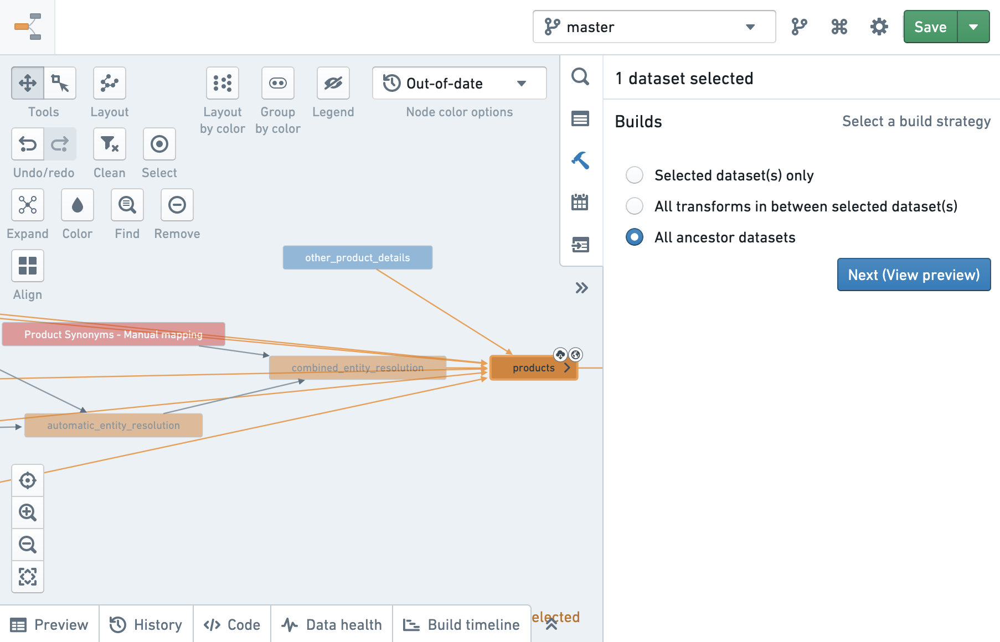 master
Save
Tools
Layout
Layout by color
Group by color
Legend
Out-of-date
Node color options
Undo/redo
Clean
Select
Expand
Color
Find
Remove
Align
other_product_details
Product Synonyms - Manual mapping
combined_entity_resolution
products
automatic_entity_resolution
1 dataset selected
Builds
Select a build strategy
Selected dataset(s) only
All transforms in between selected dataset(s)
All ancestor datasets
Next (View preview)
Preview
History
Code
Data health
Build timeline
elected